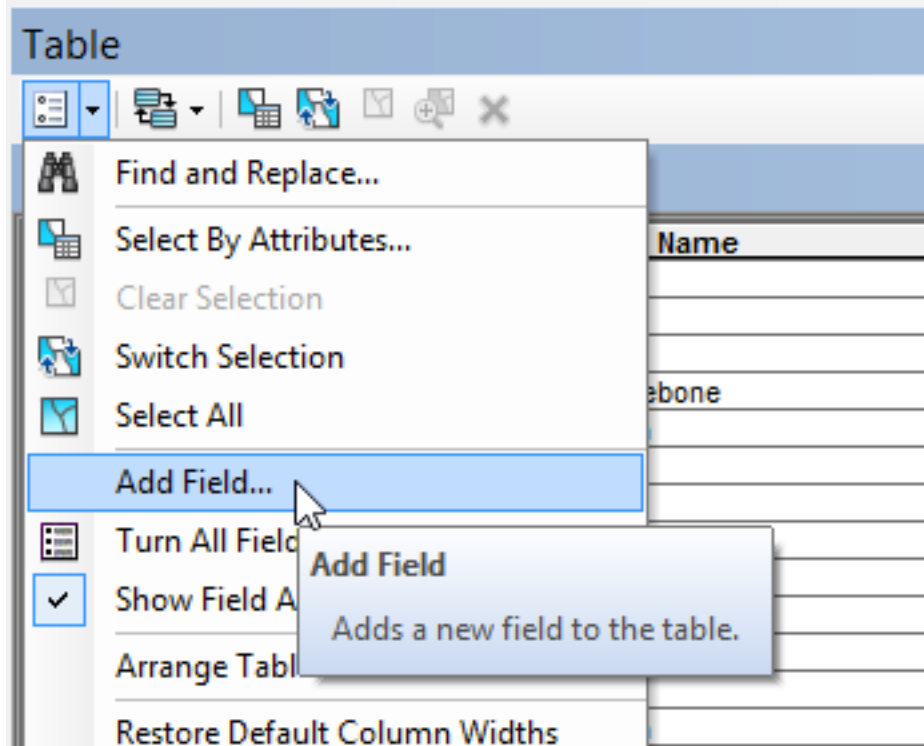 Table
Find and Replace...
Select By Attributes...
Name
Clear Selection
Switch Selection
ebone
Select All
Add Field...
Turn All Field
Add Field
Show Field A
Adds a new field to the table.
Arrange Tabl
Restore Default Column Widths